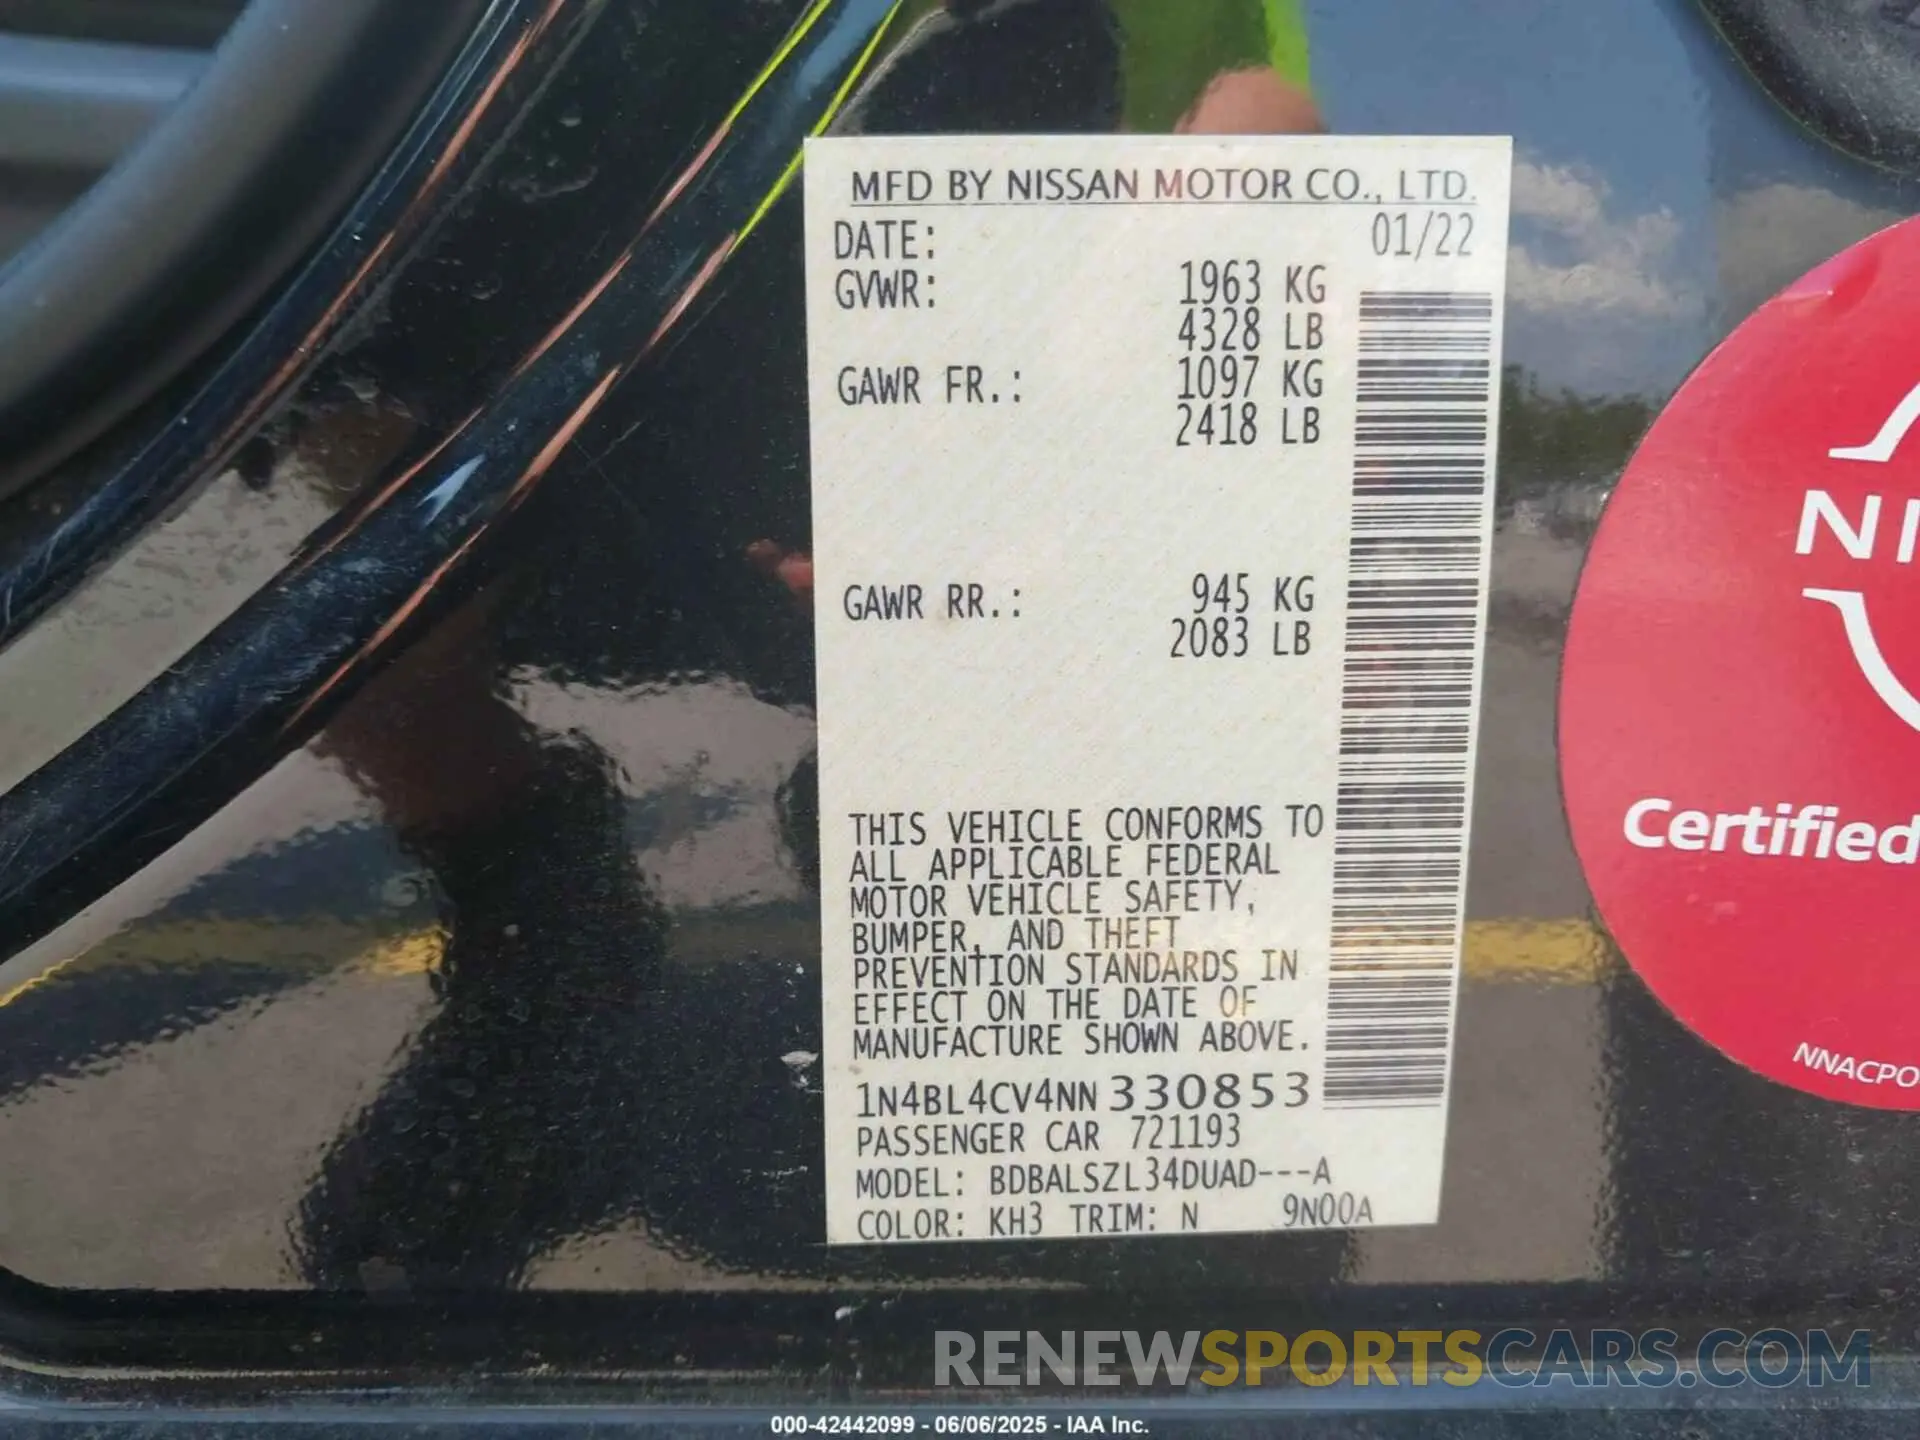 MFD BY NISSAN MOTOR CO., LTD.
DATE: 01/22
GVWR: 1963 KG
4328 LB
GAWR FR.: 1097 KG
2418 LB
GAWR RR.: 945 KG
2083 LB
THIS VEHICLE CONFORMS TO
ALL APPLICABLE FEDERAL
MOTOR VEHICLE SAFETY,
BUMPER, AND THEFT
PREVENTION STANDARDS IN
EFFECT ON THE DATE OF
MANUFACTURE SHOWN ABOVE.
1N4BL4CV4NN330853
PASSENGER CAR 721193
MODEL: BDBALSZL34DUAD---A
COLOR: KH3 TRIM: N 9N00A
NI
Certified
NNACPO
RENEWSPORTSCARS.COM
000-42442099 - 06/06/2025 - IAA Inc.